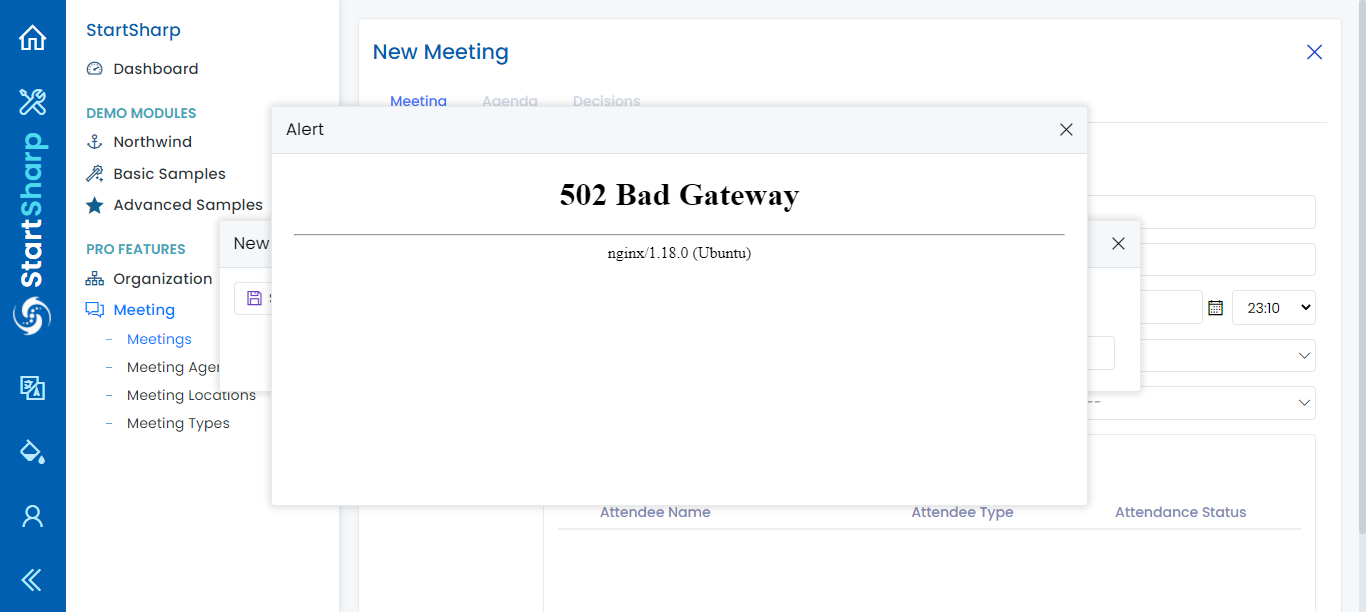 StartSharp
StartSharp
Dashboard
DEMO MODULES
Northwind
Basic Samples
Advanced Samples
PRO FEATURES
Organization
Meeting
Meetings
Meeting Agen
Meeting Locations
Meeting Types
New Meeting
Meeting Agenda Decisions
Alert
502 Bad Gateway
nginx/1.18.0 (Ubuntu)
New
23:10
--
Attendee Name Attendee Type Attendance Status